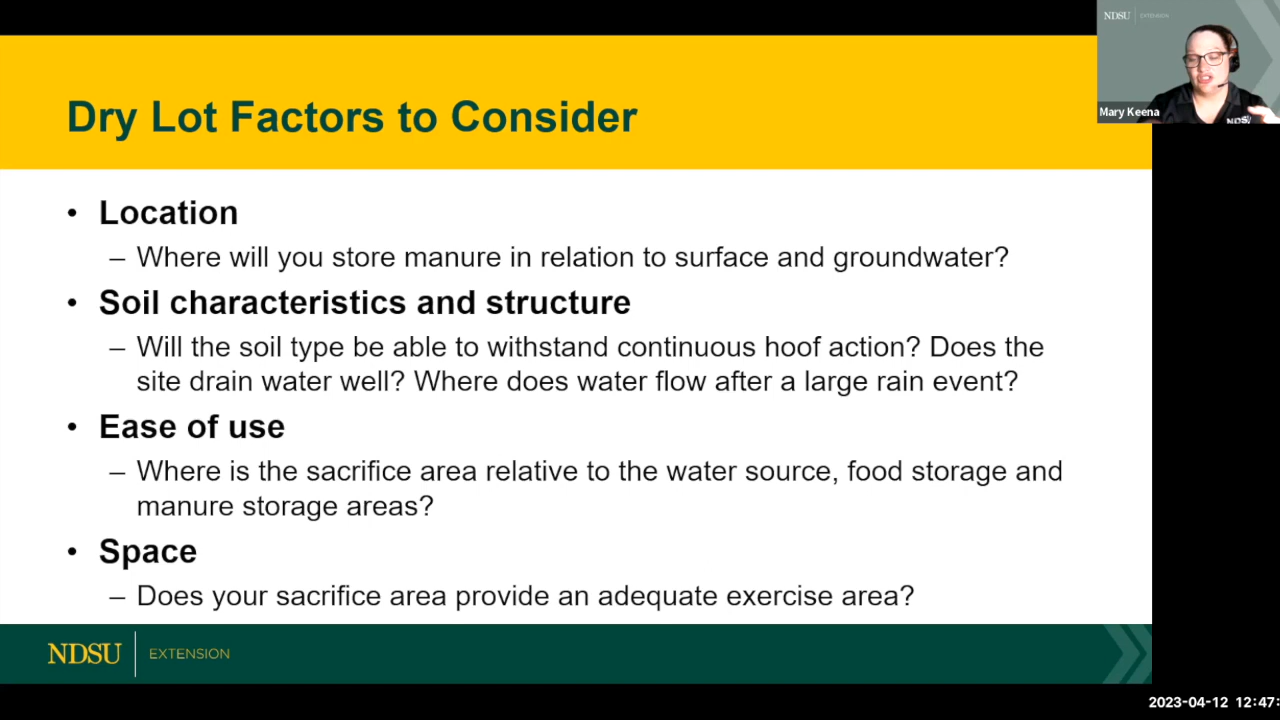 NDSU EXTENSION
Mary Keena
NDSU
Dry Lot Factors to Consider
• Location
– Where will you store manure in relation to surface and groundwater?
• Soil characteristics and structure
– Will the soil type be able to withstand continuous hoof action? Does the
site drain water well? Where does water flow after a large rain event?
• Ease of use
– Where is the sacrifice area relative to the water source, food storage and
manure storage areas?
• Space
– Does your sacrifice area provide an adequate exercise area?
NDSU EXTENSION
2023-04-12 12:47: